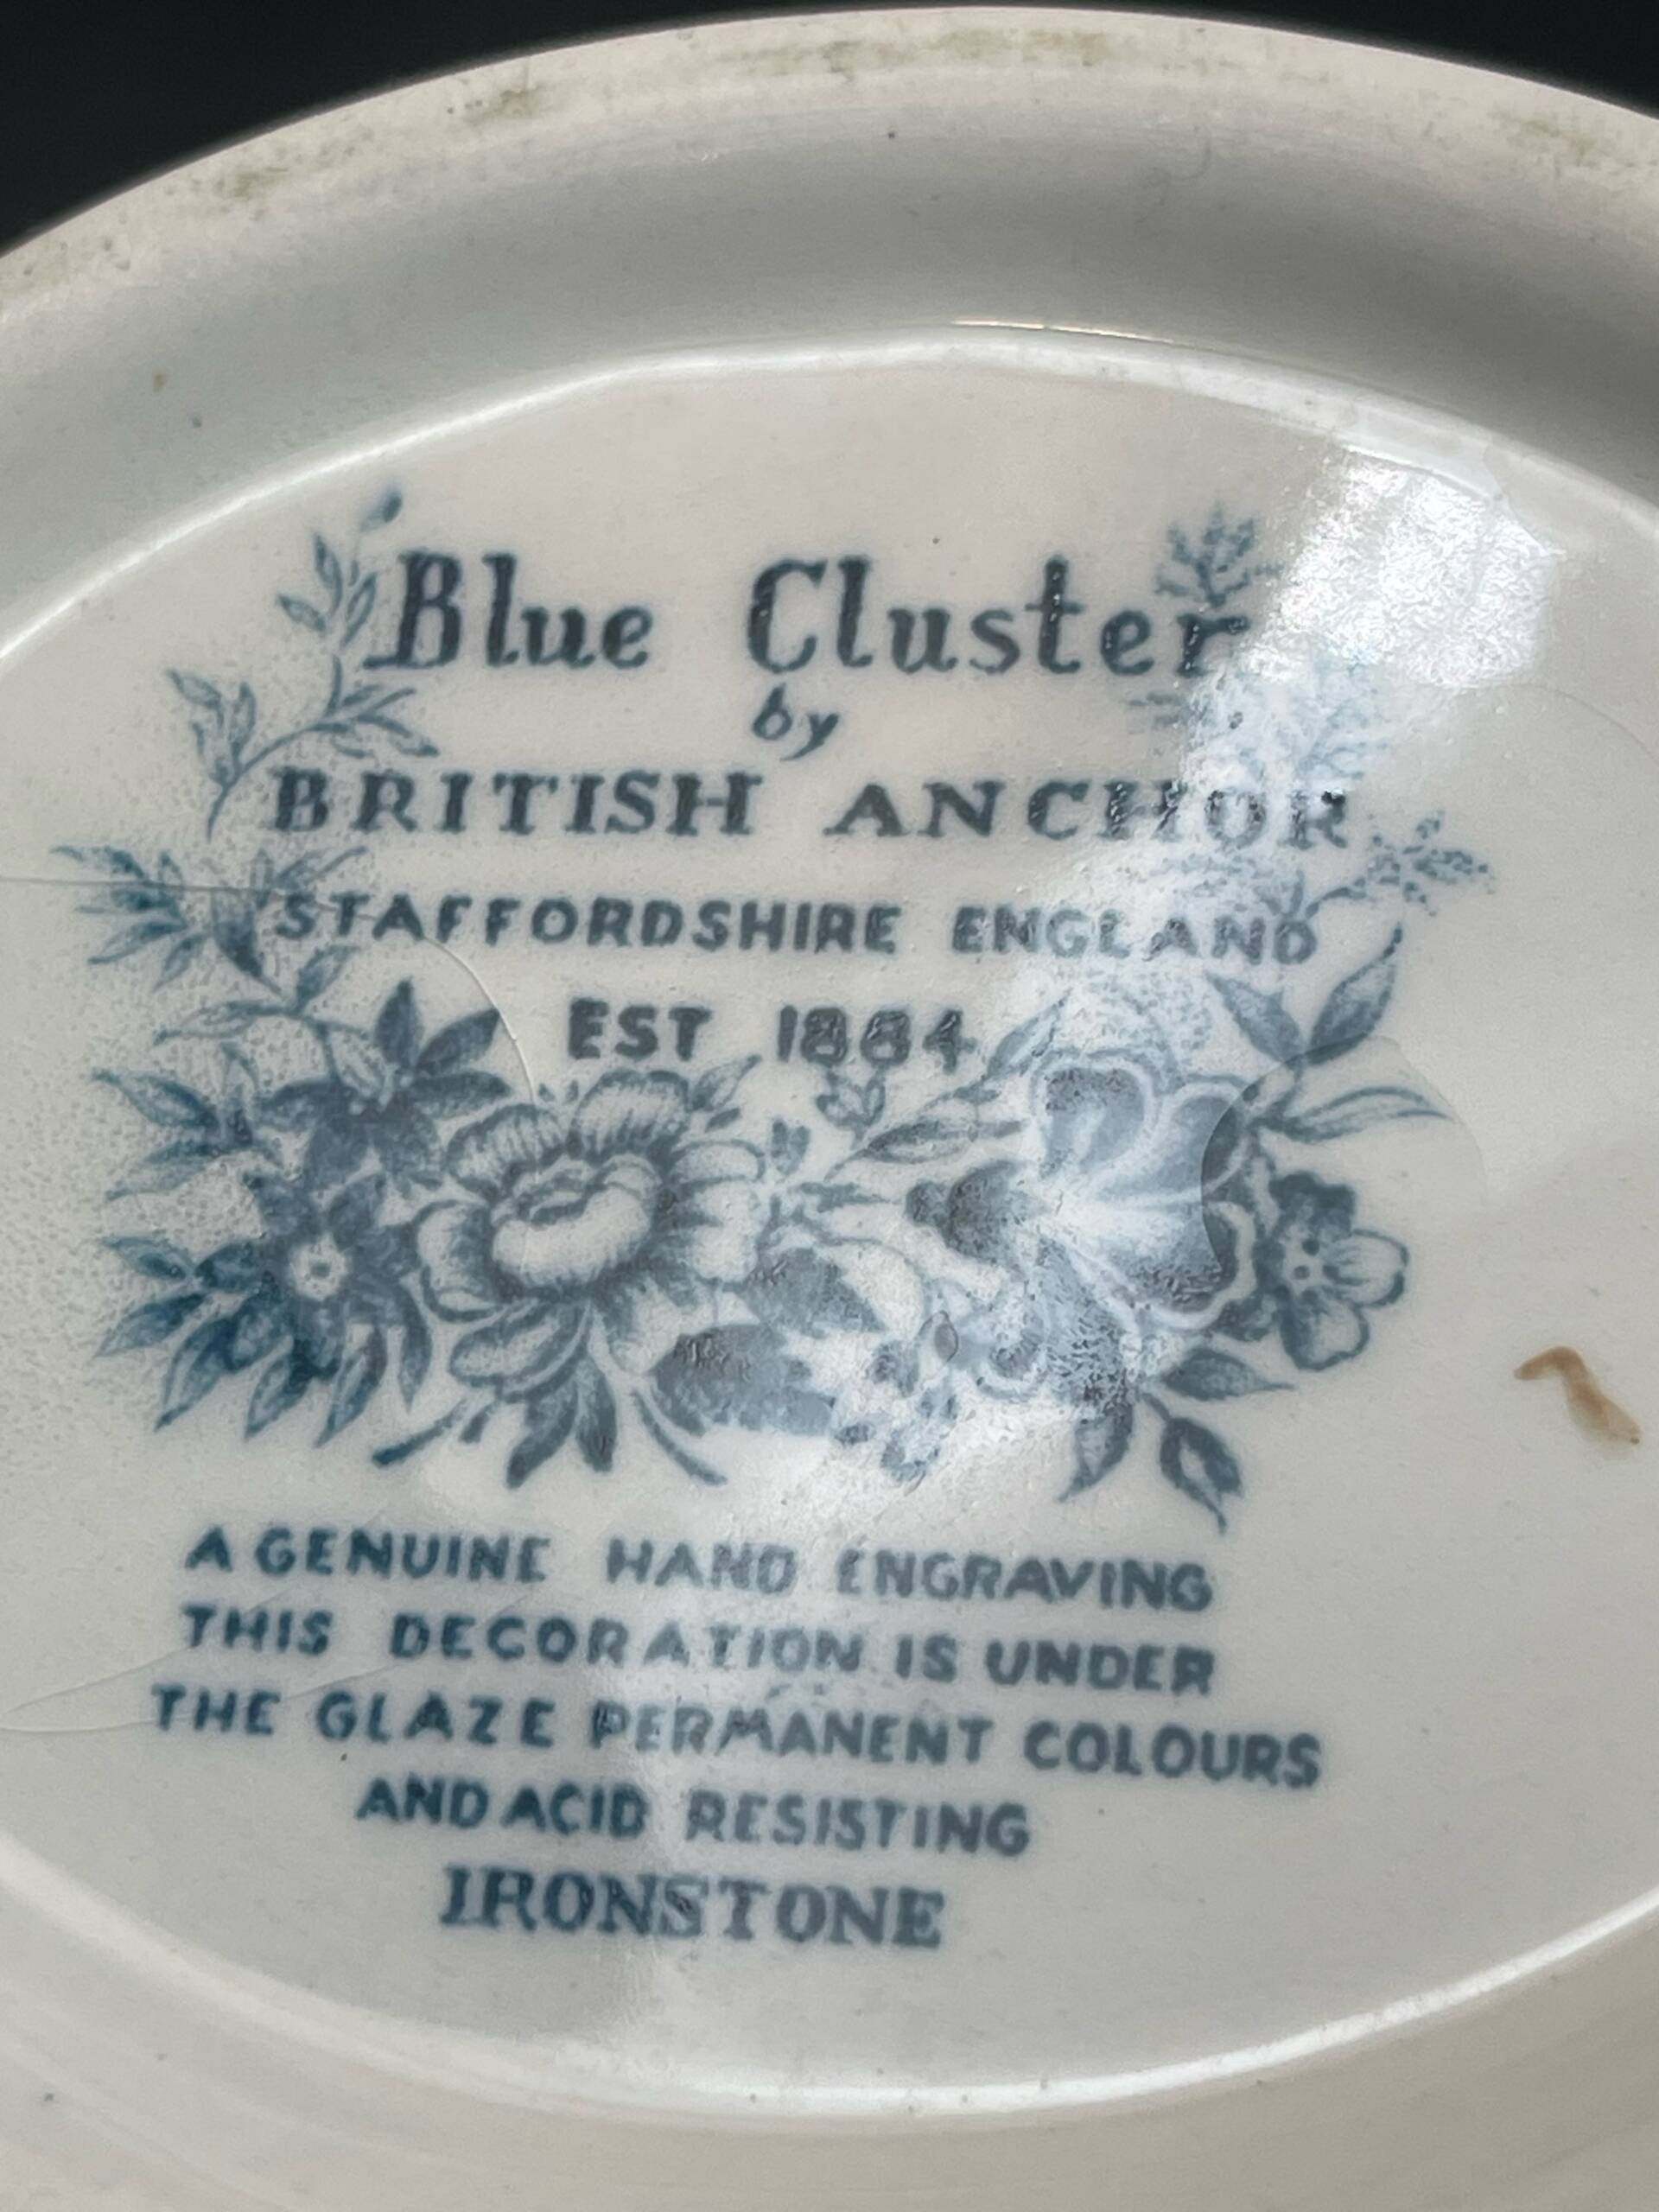 Blue Cluster
by
BRITISH ANCHOR
STAFFORDSHIRE ENGLAND
EST 1884
A GENUINE HAND ENGRAVING
THIS DECORATION IS UNDER
THE GLAZE PERMANENT COLOURS
AND ACID RESISTING
IRONSTONE